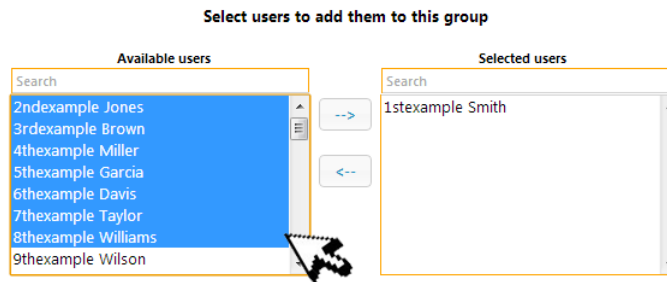 Select users to add them to this group
Available users
Search
2ndexample Jones
3rdexample Brown
4thexample Miller
5thexample Garcia
6thexample Davis
7thexample Taylor
8thexample Williams
9thexample Wilson
-->
<--
Selected users
Search
1stexample Smith